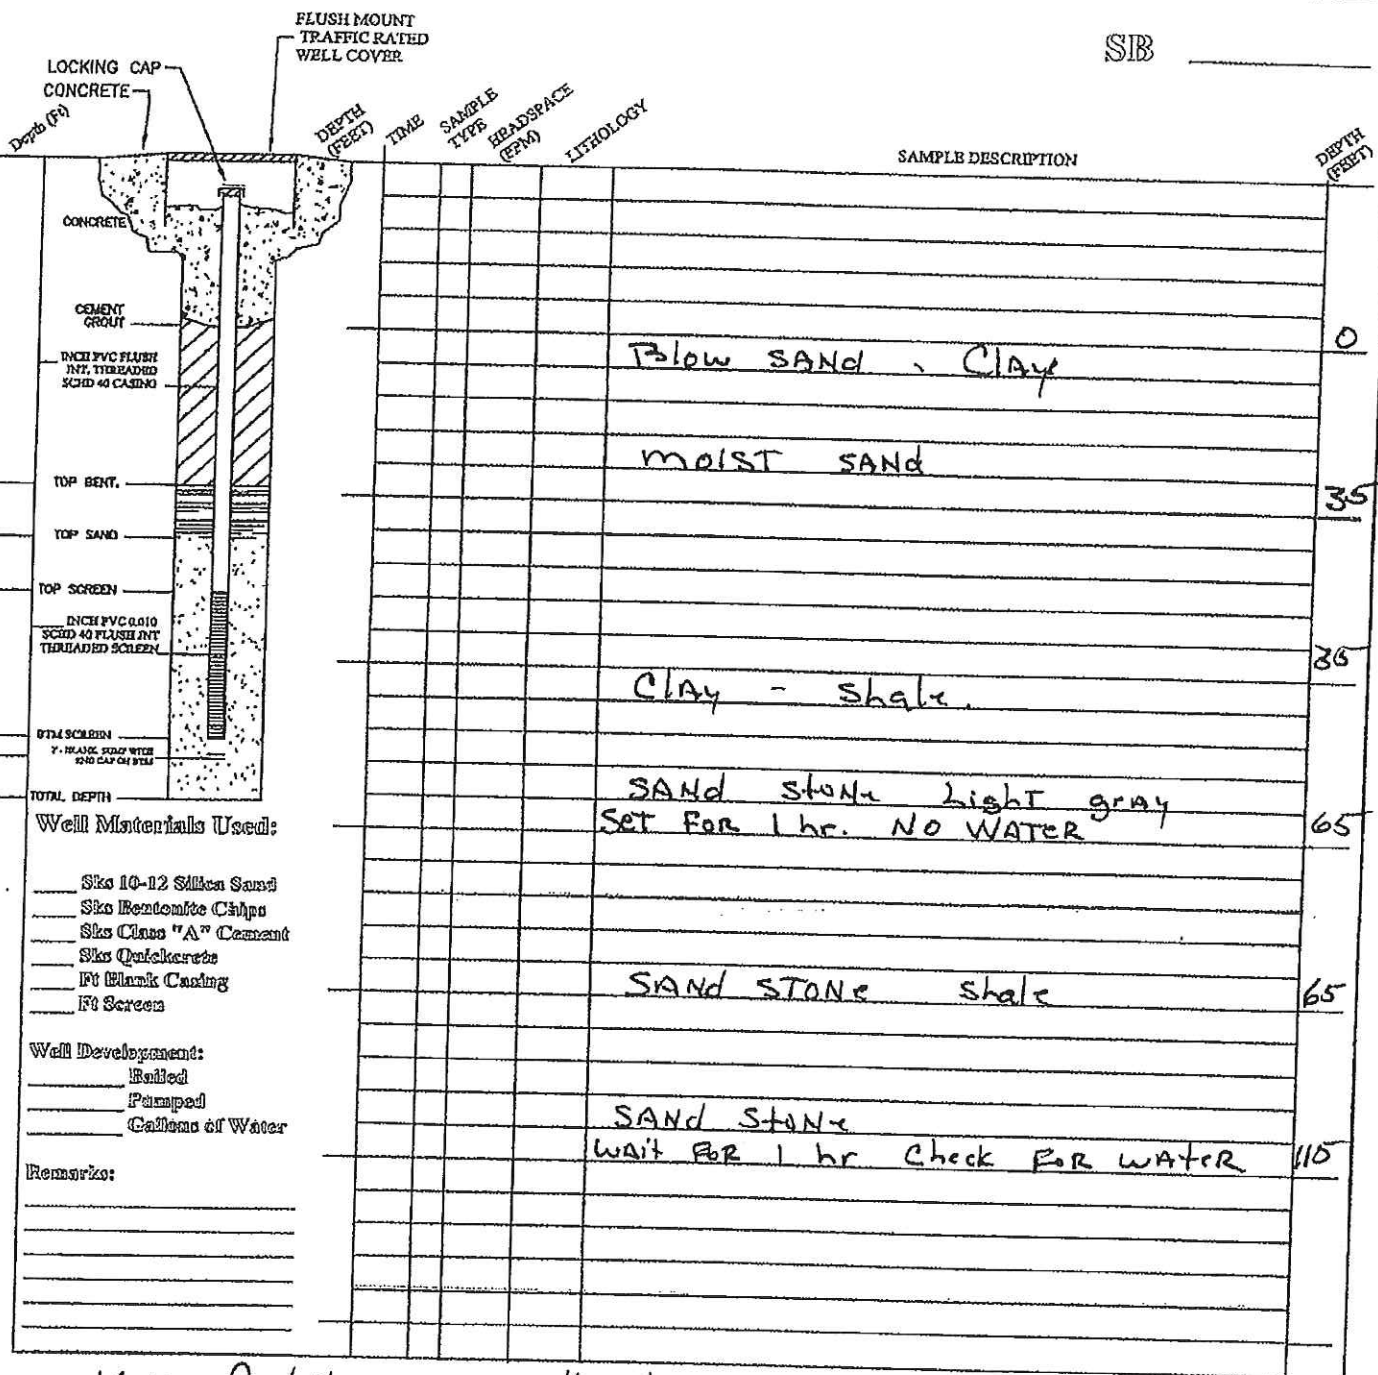 FLUSH MOUNT
TRAFFIC RATED
WELL COVER
SB
LOCKING CAP
CONCRETE
Depth (Ft)
DEPTH
(FEET)
TIME
SAMPLE
TYPE
HEADSPACE
(PPM)
LITHOLOGY
SAMPLE DESCRIPTION
DEPTH
(FEET)
CONCRETE
CEMENT
GROUT
0
INCH PVC FLUSH
JNT, THREADED
SCHD 40 CASING
Blow SANd , ClAy
MOIST SANd
TOP BENT.
35
TOP SAND
TOP SCREEN
INCH PVC 0.010
SCHD 40 FLUSH JNT
THREADED SCREEN
ClAy - Shale.
BTM SCREEN
TOTAL DEPTH
SANd StoNe Light grAy
SeT FOR 1 hr. NO WATeR
65
Well Materials Used:
Sks 10-12 Silica Sand
Sks Bentonite Chips
Sks Class "A" Cement
Sks Quickcrete
Ft Blank Casing
Ft Screen
SANd STONe Shale
65
Well Development:
Bailed
Pumped
Gallons of Water
SANd StoNe
WAit FOR 1 hr Check FOR WAteR
110
Remarks: